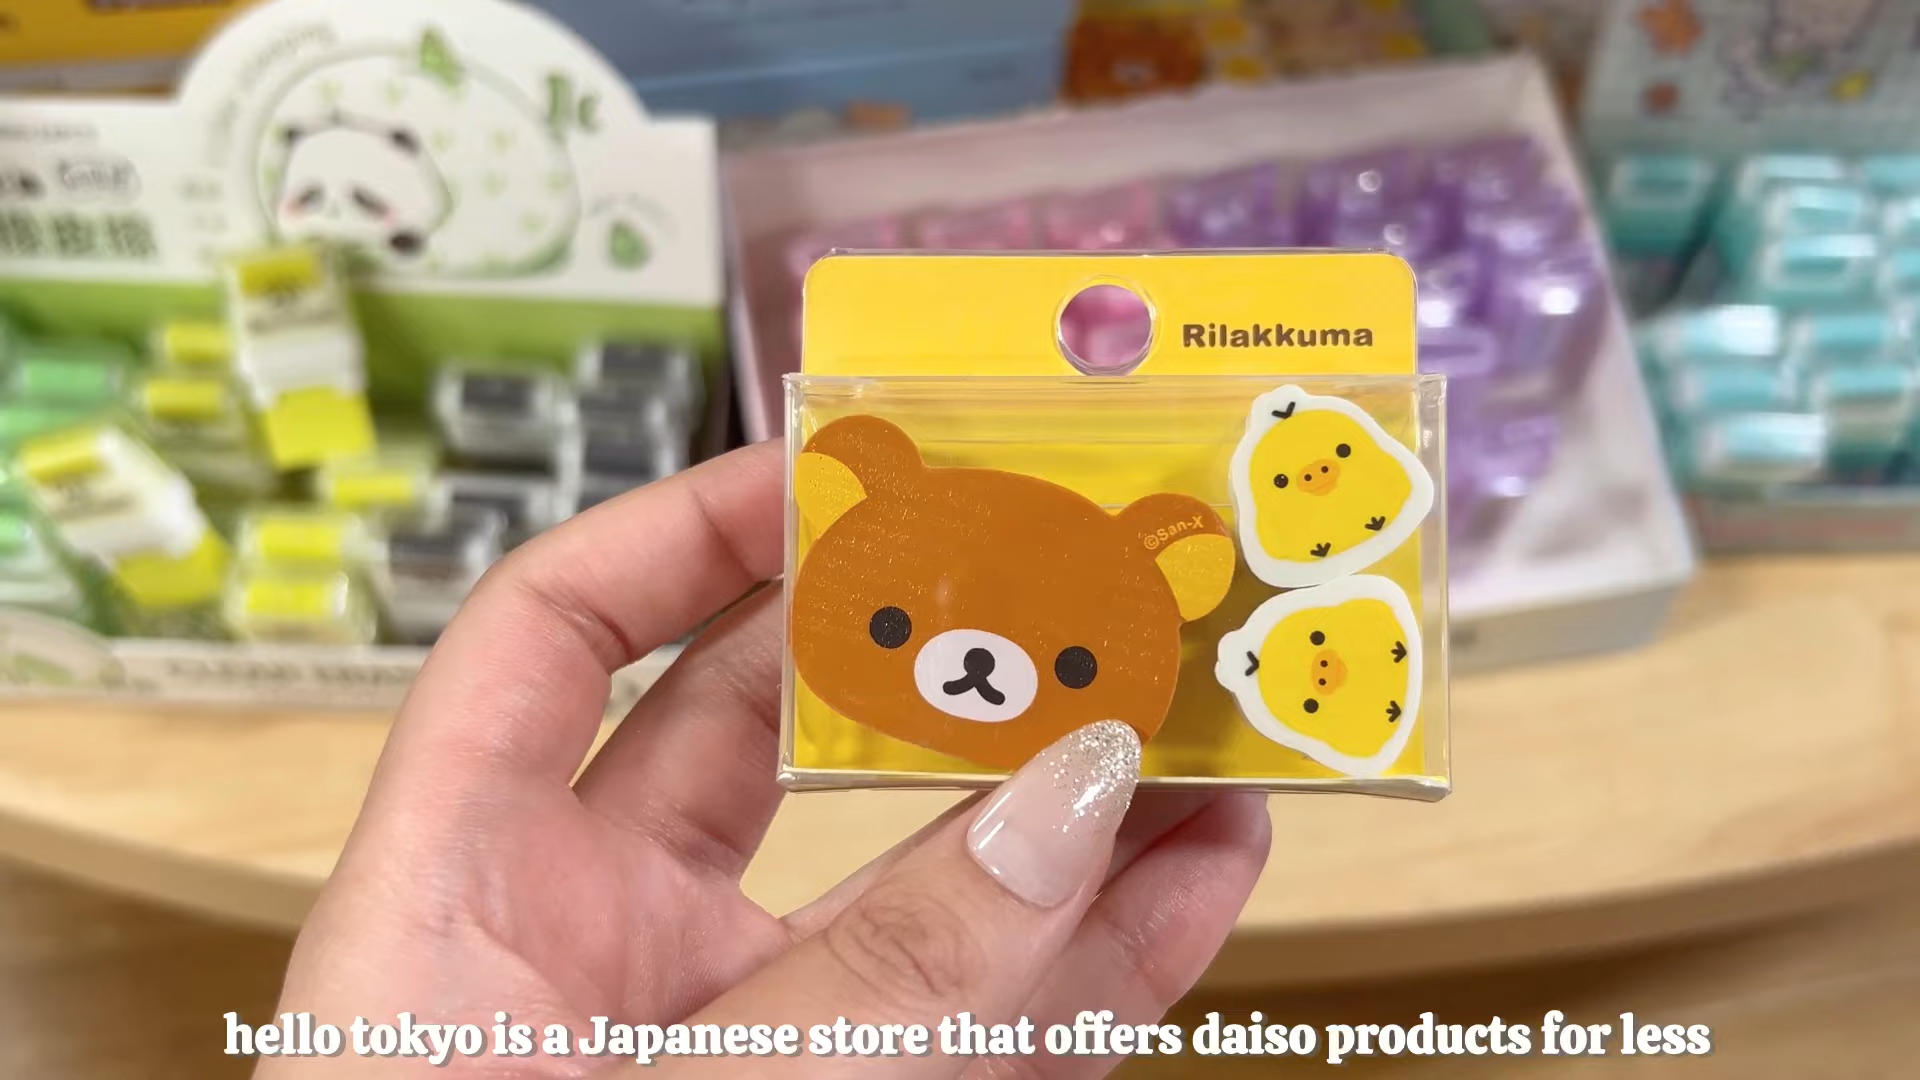 Rilakkuma
©San-X
hello tokyo is a Japanese store that offers daiso products for less